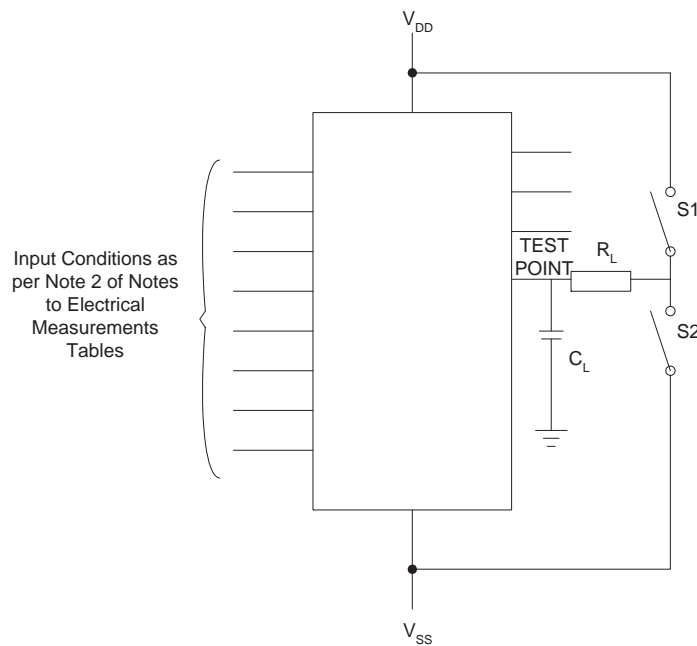 V_DD
S1
Input Conditions as
per Note 2 of Notes
to Electrical
Measurements
Tables
TEST
POINT
R_L
S2
C_L
V_SS